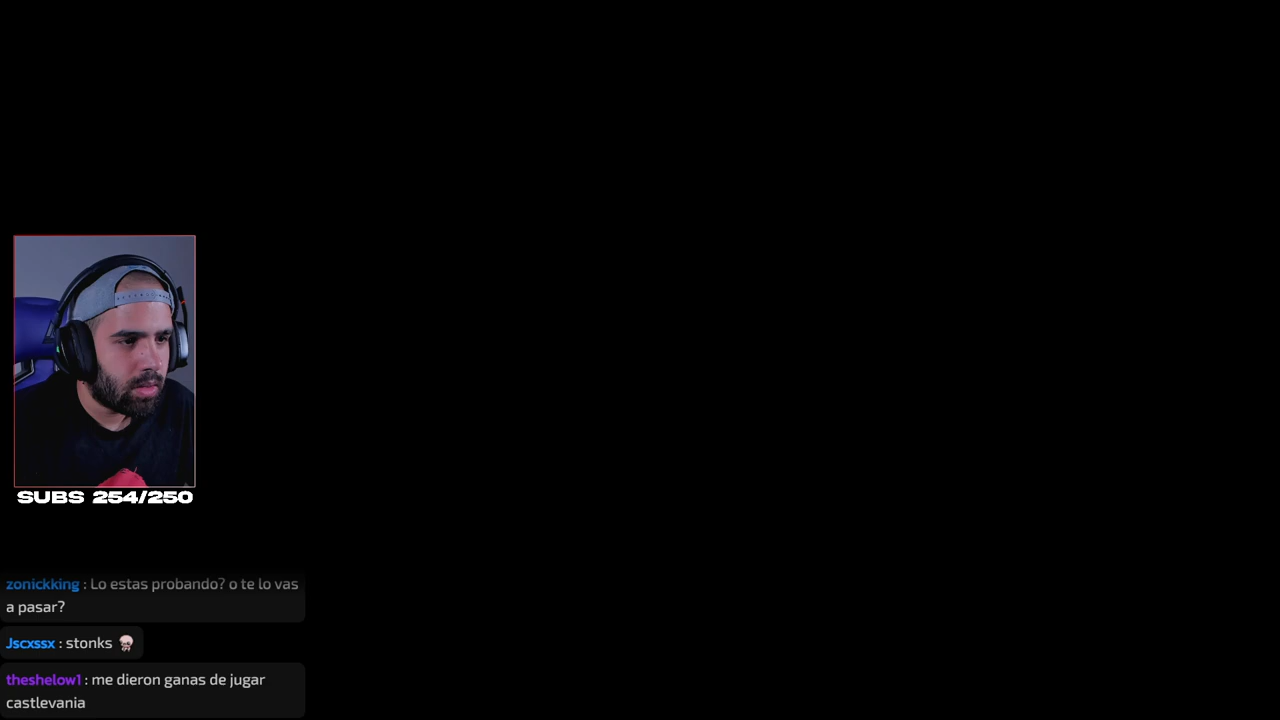 SUBS 254/250
zonickking : Lo estas probando? o te lo vas
a pasar?
Jscxssx : stonks
theshelow1 : me dieron ganas de jugar
castlevania